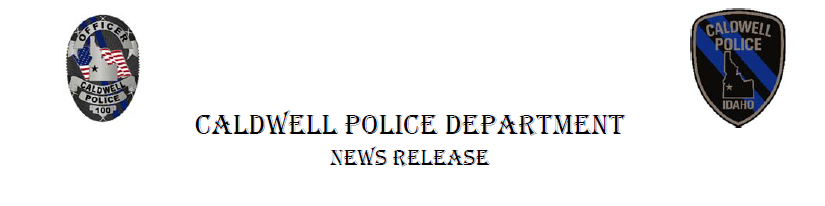 OFFICER
CALDWELL
POLICE
100
CALDWELL
POLICE
IDAHO
CALDWELL POLICE DEPARTMENT
NEWS RELEASE